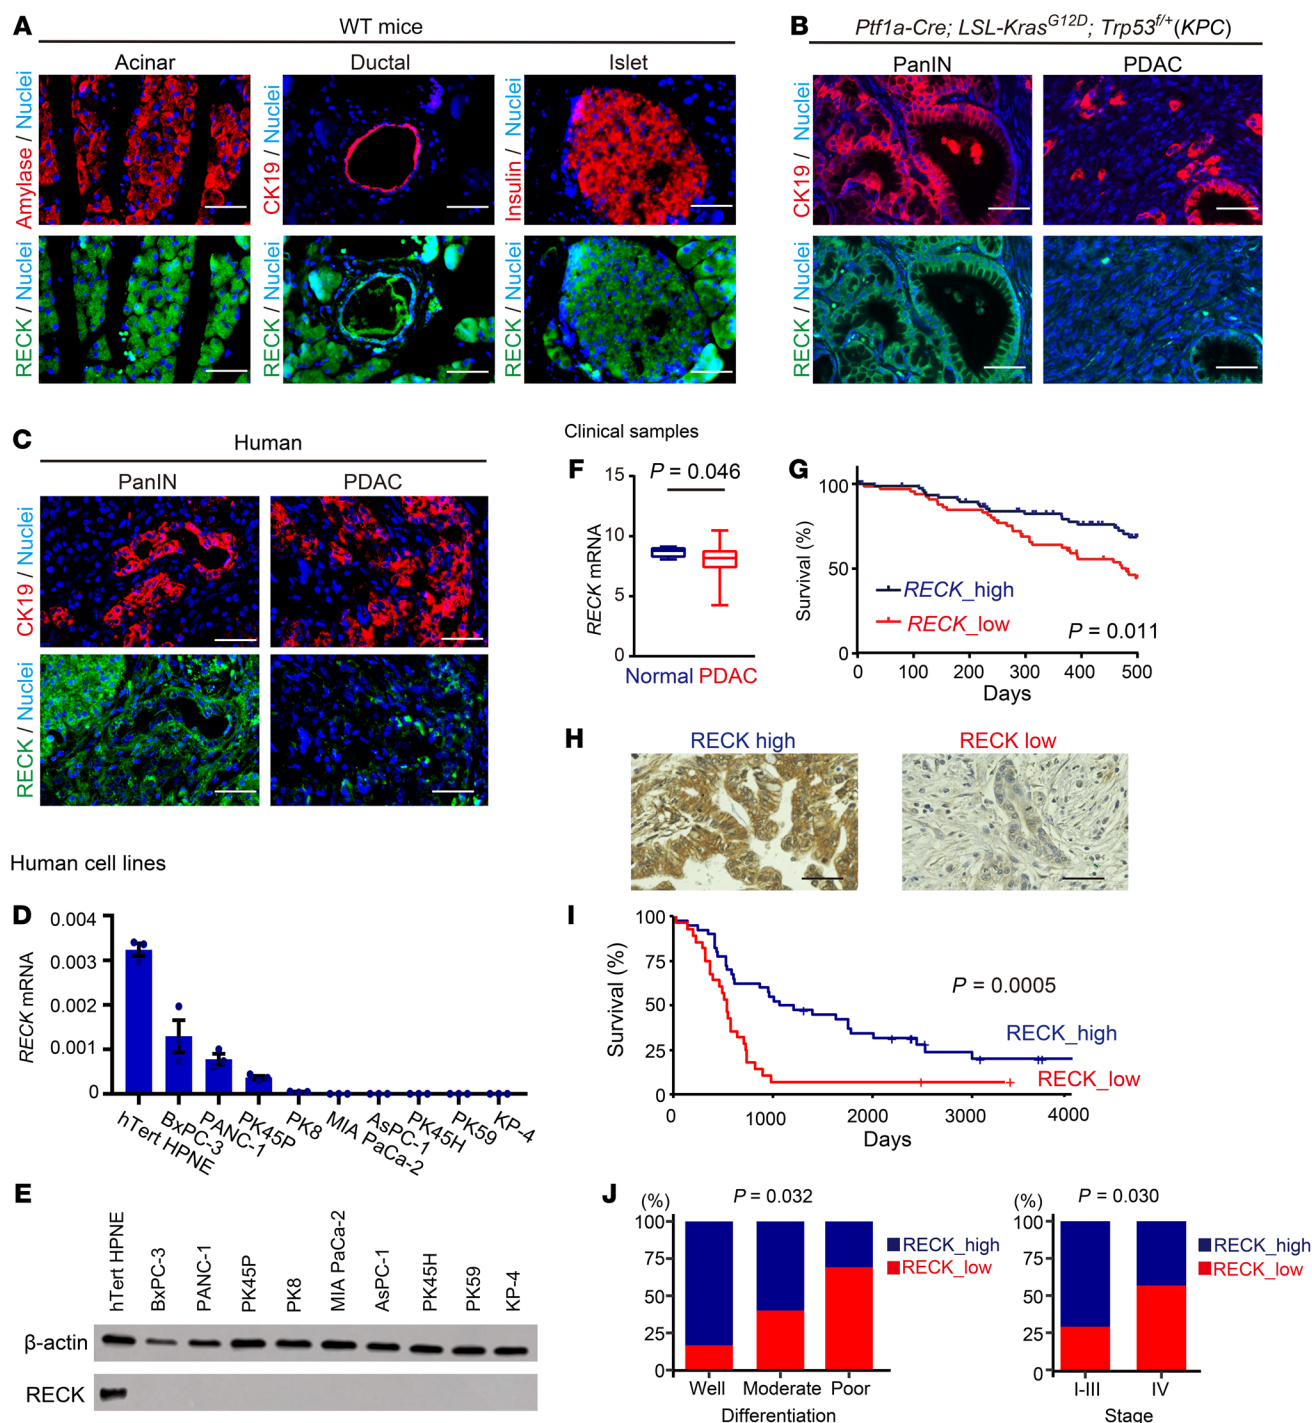 A
WT mice
Acinar
Ductal
Islet
Amylase / Nuclei
CK19 / Nuclei
Insulin / Nuclei
RECK / Nuclei
RECK / Nuclei
RECK / Nuclei
B
Ptf1a-Cre; LSL-KrasG12D; Trp53f/+(KPC)
PanIN
PDAC
CK19 / Nuclei
RECK / Nuclei
C
Human
PanIN
PDAC
CK19 / Nuclei
RECK / Nuclei
Clinical samples
F
P = 0.046
RECK mRNA
15
10
5
0
Normal PDAC
G
Survival (%)
100
50
0
RECK_high
RECK_low
P = 0.011
0 100 200 300 400 500
Days
H
RECK high
RECK low
Human cell lines
D
RECK mRNA
0.004
0.003
0.002
0.001
0
hTert HPNE
BxPC-3
PANC-1
PK45P
PK8
MIA PaCa-2
AsPC-1
PK45H
PK59
KP-4
I
Survival (%)
100
75
50
25
0
P = 0.0005
RECK_high
RECK_low
0 1000 2000 3000 4000
Days
E
hTert HPNE
BxPC-3
PANC-1
PK45P
PK8
MIA PaCa-2
AsPC-1
PK45H
PK59
KP-4
β-actin
RECK
J
(%)
P = 0.032
100
75
50
25
0
RECK_high
RECK_low
Well Moderate Poor
Differentiation
(%)
P = 0.030
100
75
50
25
0
RECK_high
RECK_low
I-III IV
Stage